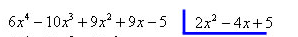 6x⁴ − 10x³ + 9x² + 9x − 5 2x² − 4x + 5